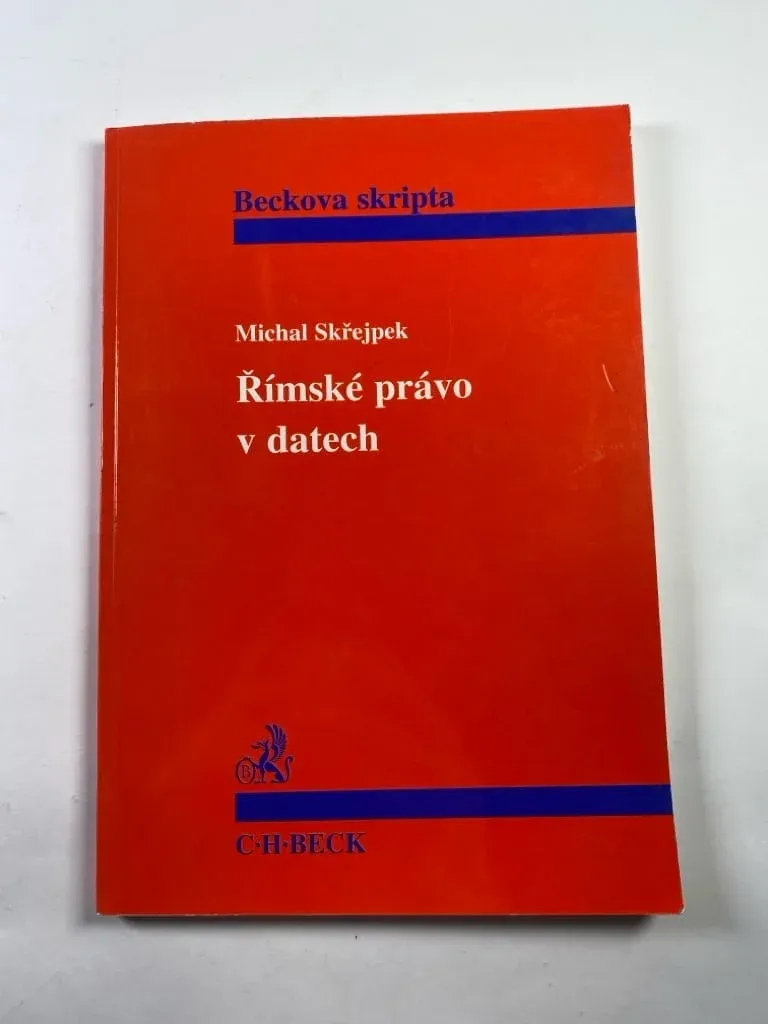 Beckova skripta
Michal Skřejpek
Římské právo
v datech
B
C·H·BECK